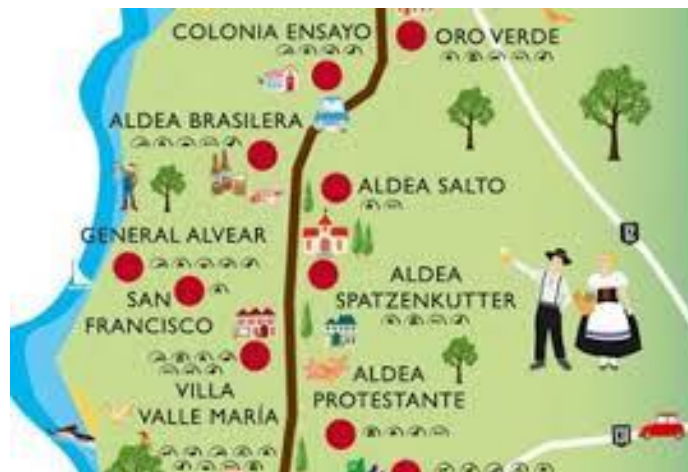 COLONIA ENSAYO
ORO VERDE
ALDEA BRASILERA
ALDEA SALTO
GENERAL ALVEAR
ALDEA
SPATZENKUTTER
SAN
FRANCISCO
ALDEA
PROTESTANTE
VILLA
VALLE MARÍA